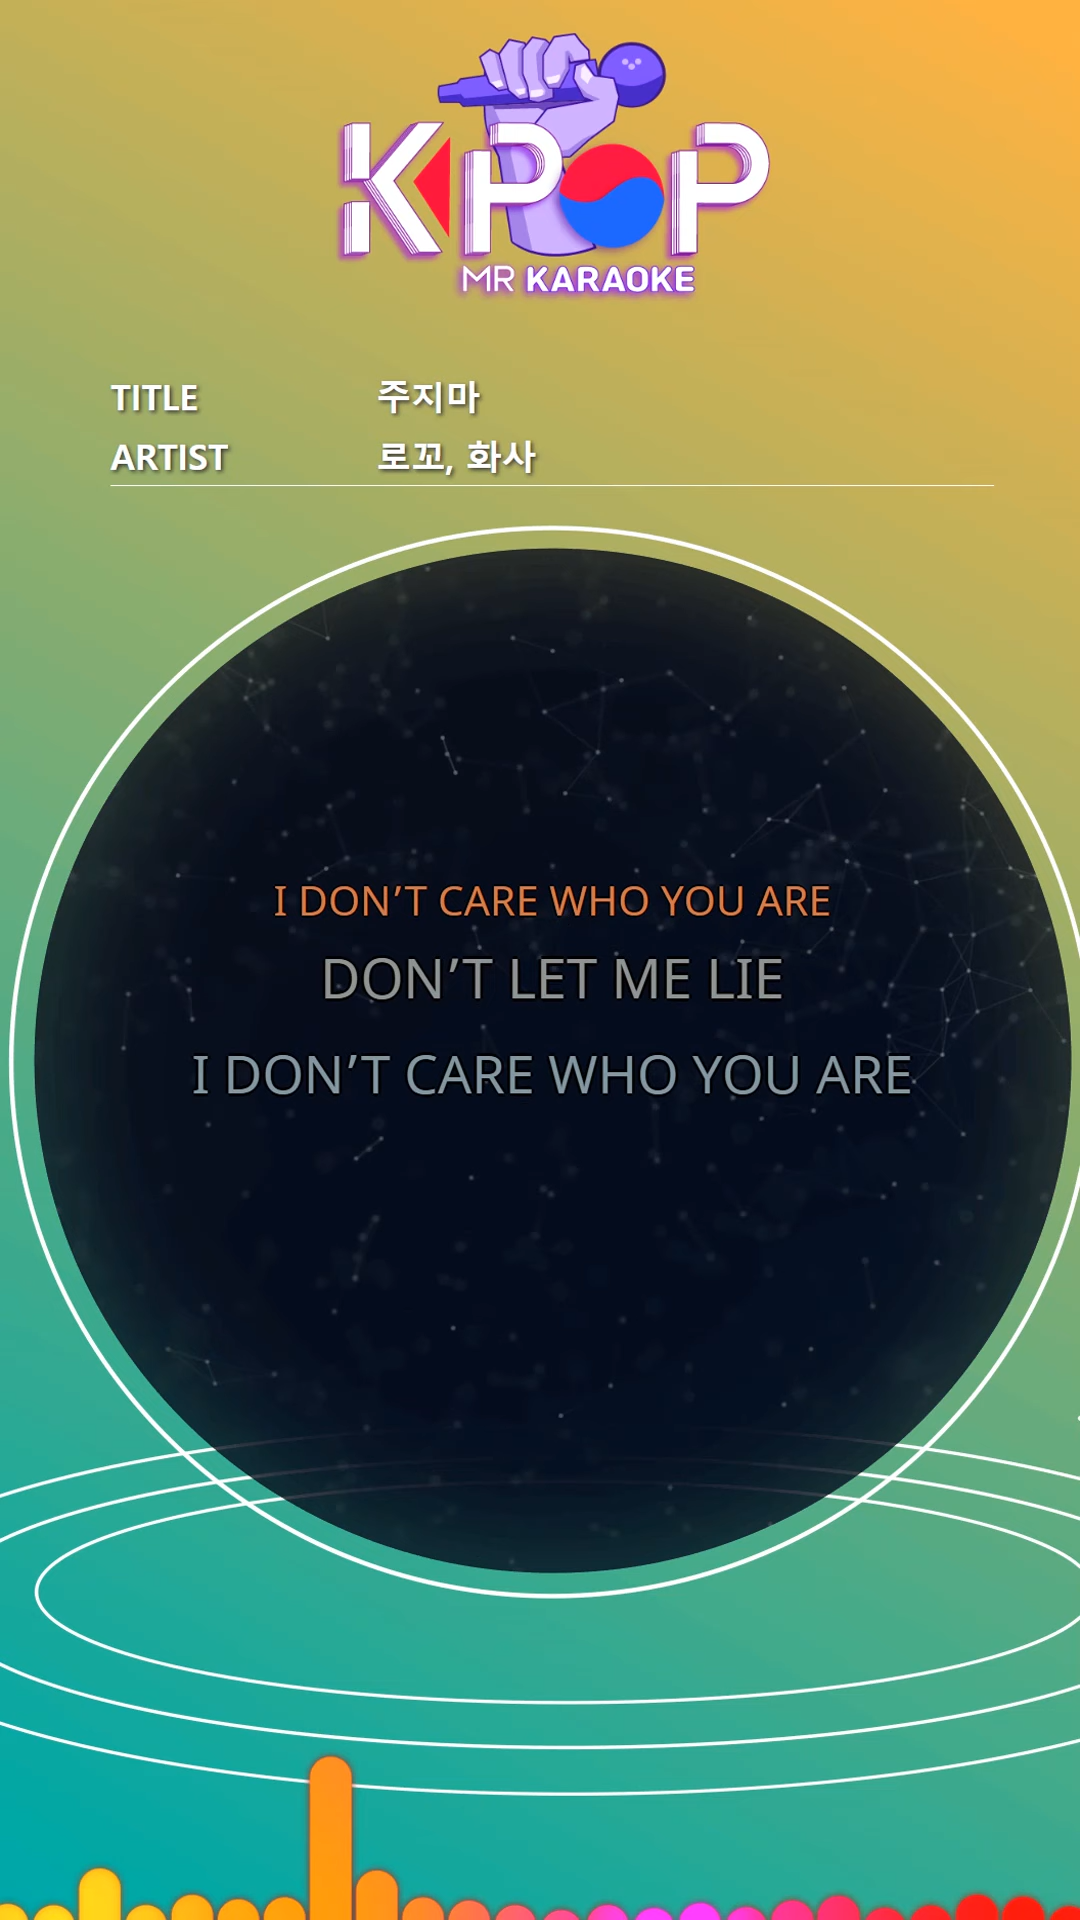 KPOP
MR KARAOKE
TITLE 주지마
ARTIST 로꼬, 화사
I DON’T CARE WHO YOU ARE
DON’T LET ME LIE
I DON’T CARE WHO YOU ARE